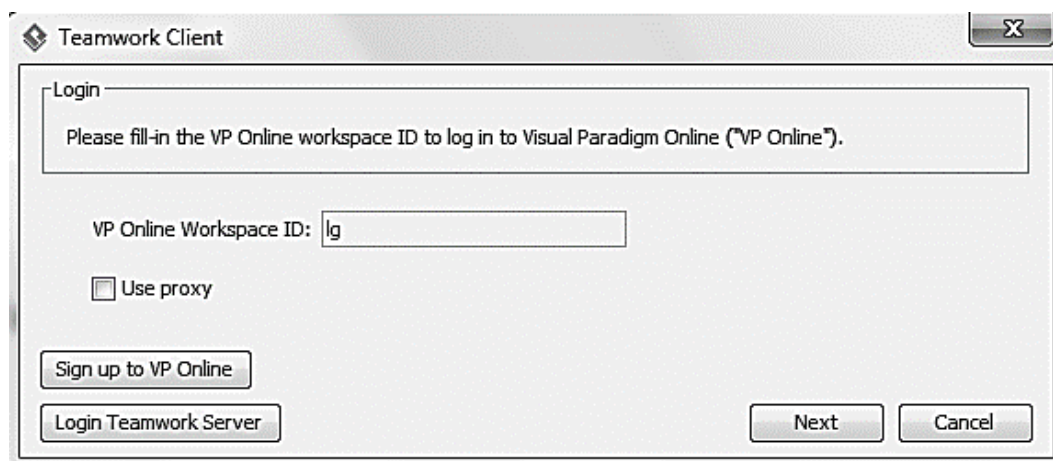 Teamwork Client
Login
Please fill-in the VP Online workspace ID to log in to Visual Paradigm Online ("VP Online").
VP Online Workspace ID: lg
Use proxy
Sign up to VP Online
Login Teamwork Server Next Cancel